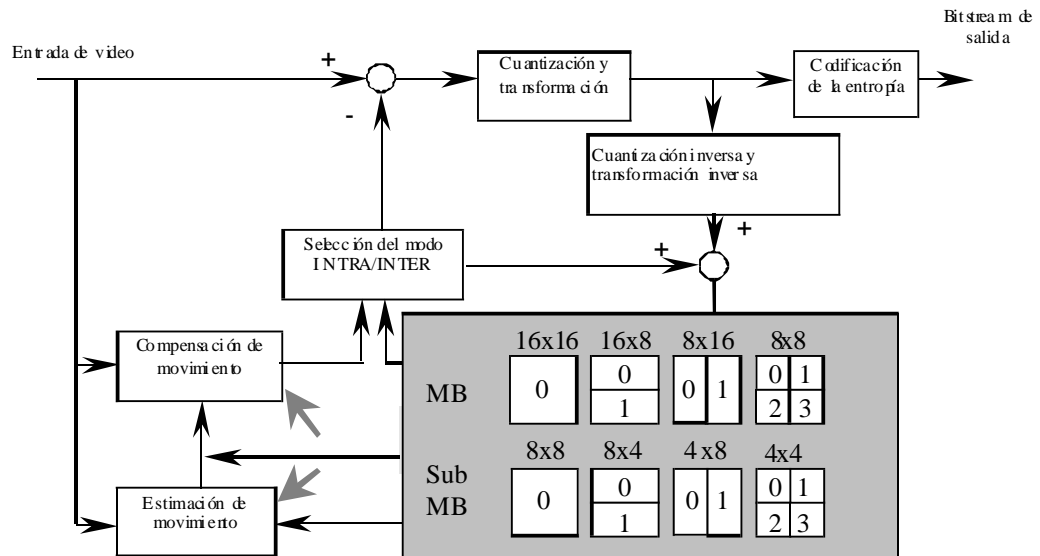 Bitstream de
salida
Entrada de video
+
Cuantización y
transformación
Codificación
de la entropía
-
Cuantización inversa y
transformación inversa
+
+
Selección del modo
INTRA/INTER
Compensación de
movimiento
Estimación de
movimiento
16x16 16x8 8x16 8x8
MB
0
0
1
0 1
0 1
2 3
8x8 8x4 4x8 4x4
Sub
MB
0
0
1
0 1
0 1
2 3